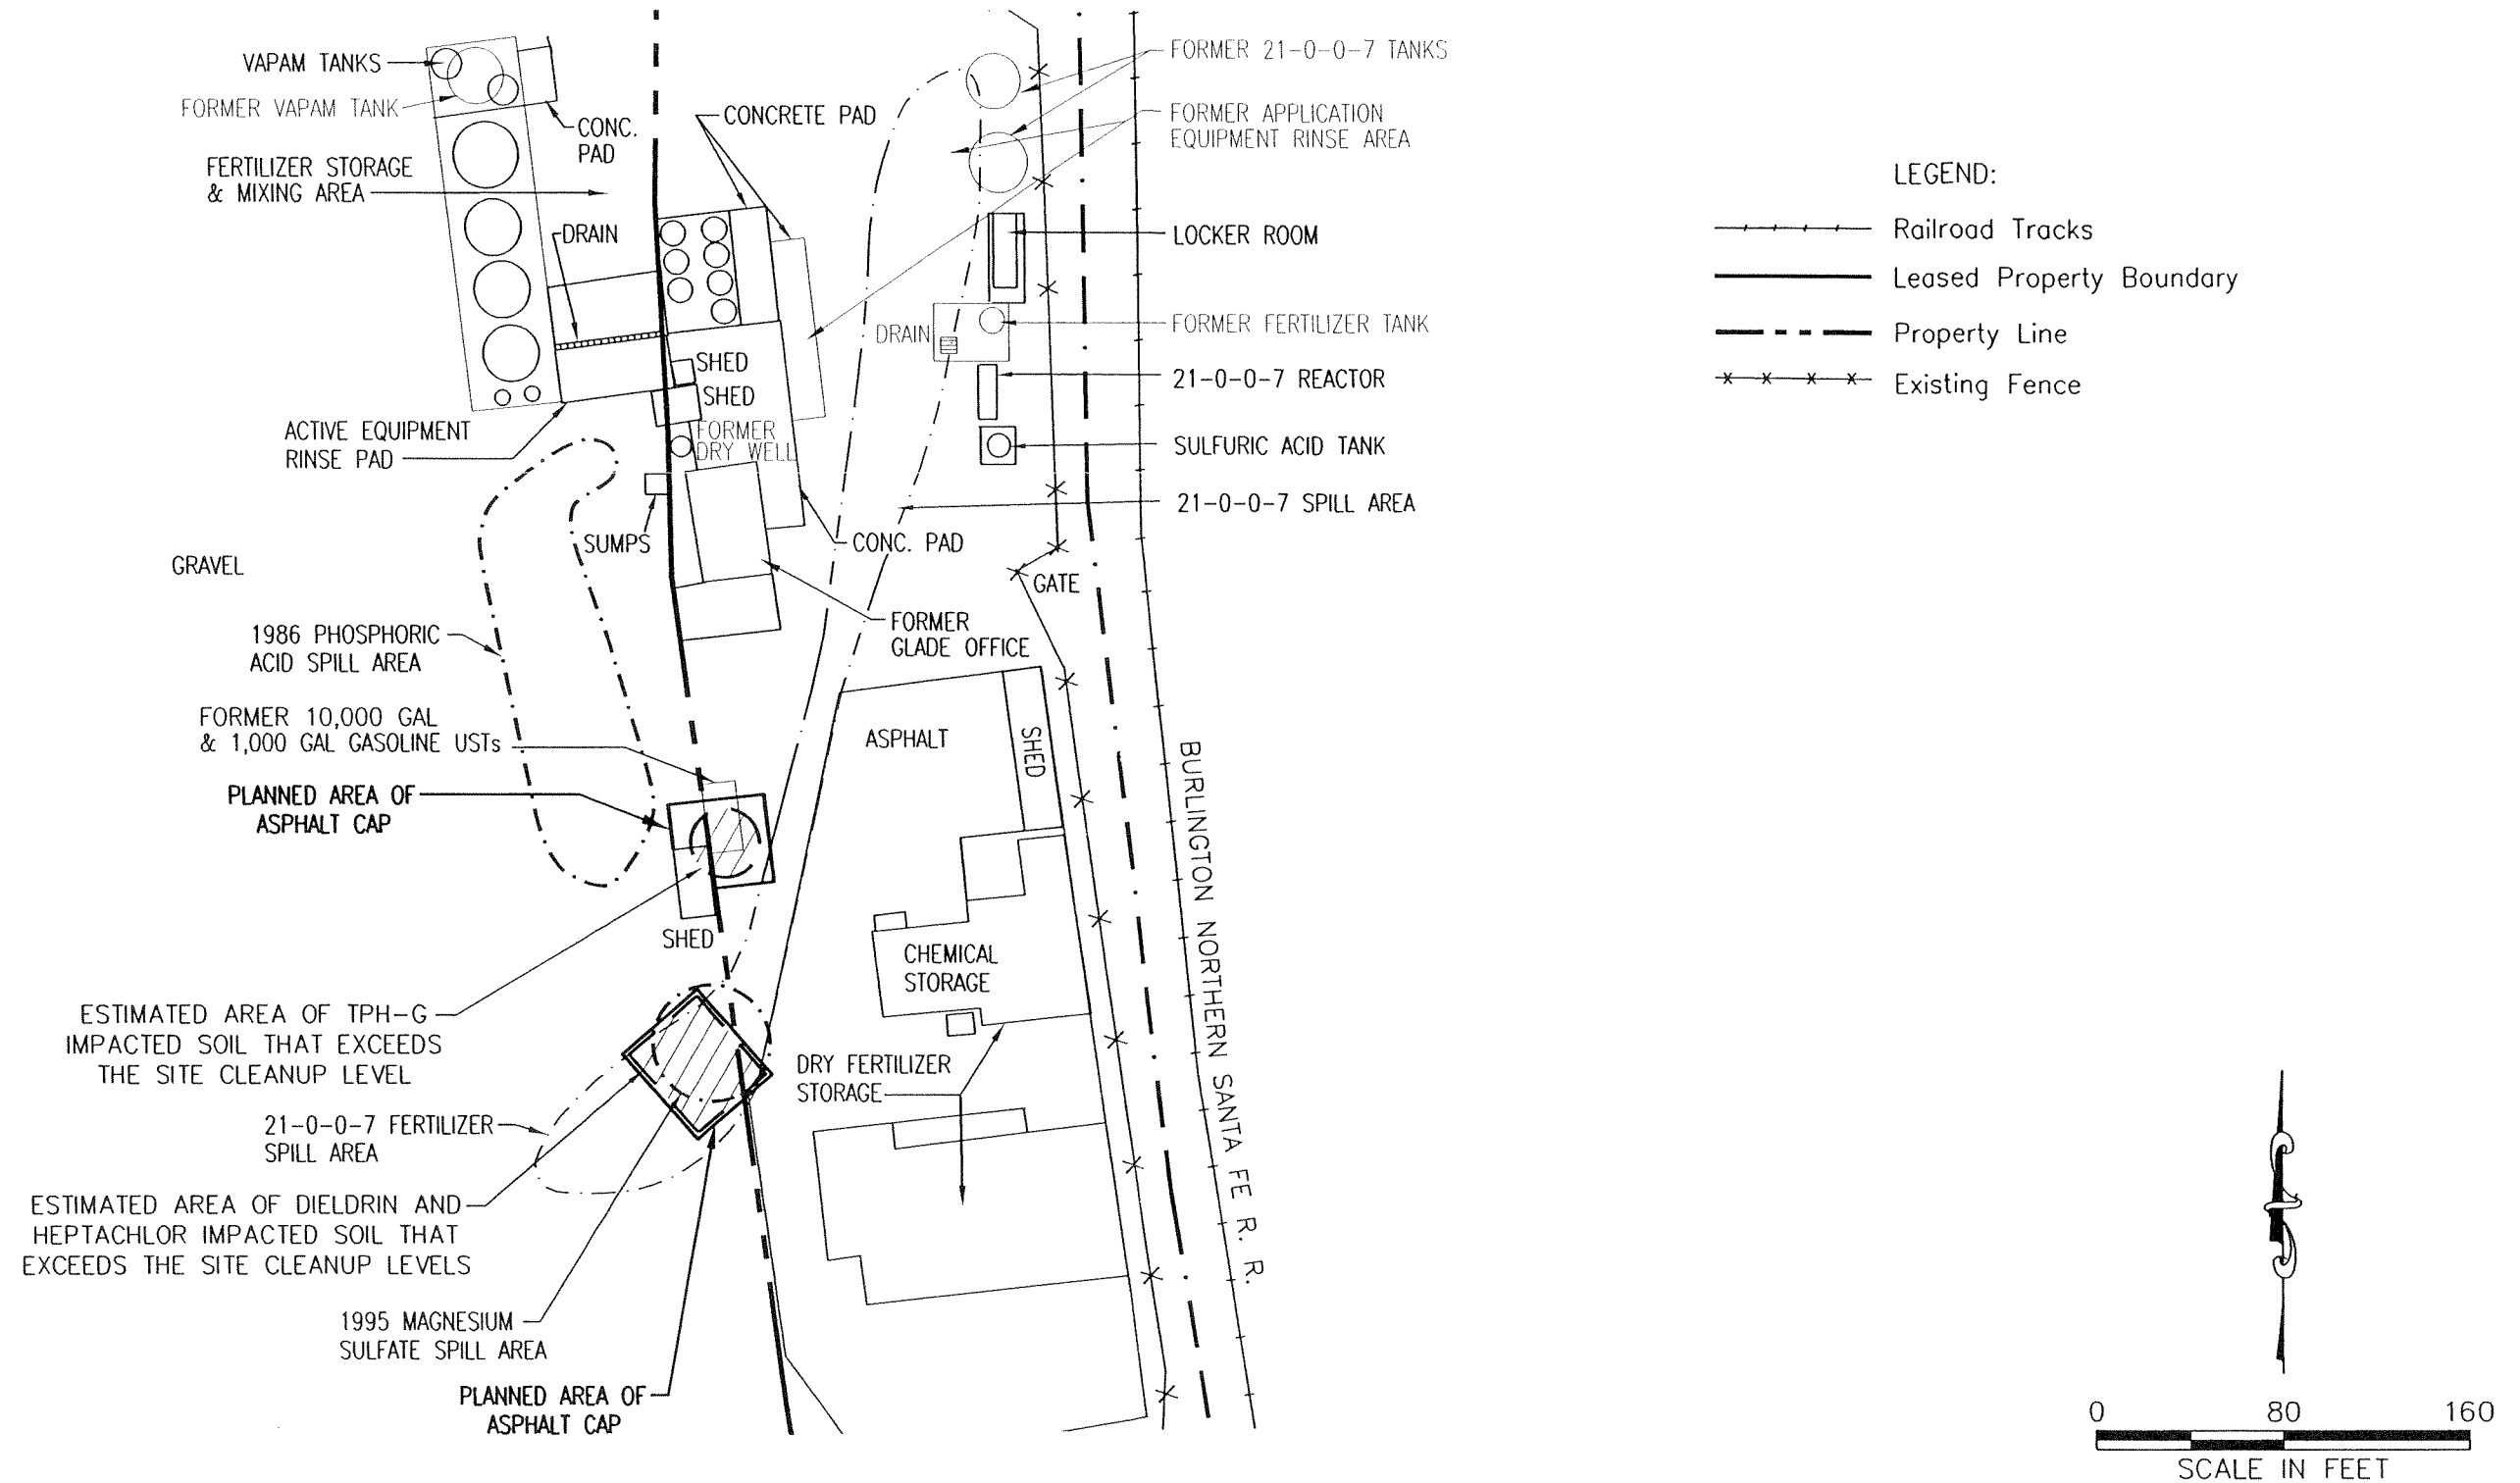 VAPAM TANKS
FORMER VAPAM TANK
CONC.
PAD
FERTILIZER STORAGE
& MIXING AREA
DRAIN
CONCRETE PAD
FORMER 21-0-0-7 TANKS
FORMER APPLICATION
EQUIPMENT RINSE AREA
LOCKER ROOM
DRAIN
FORMER FERTILIZER TANK
21-0-0-7 REACTOR
SULFURIC ACID TANK
21-0-0-7 SPILL AREA
SHED
SHED
FORMER
DRY WELL
ACTIVE EQUIPMENT
RINSE PAD
SUMPS
CONC. PAD
GRAVEL
GATE
FORMER
GLADE OFFICE
1986 PHOSPHORIC
ACID SPILL AREA
FORMER 10,000 GAL
& 1,000 GAL GASOLINE USTs
ASPHALT
SHED
PLANNED AREA OF
ASPHALT CAP
SHED
CHEMICAL
STORAGE
BURLINGTON NORTHERN SANTA FE R. R.
ESTIMATED AREA OF TPH-G
IMPACTED SOIL THAT EXCEEDS
THE SITE CLEANUP LEVEL
DRY FERTILIZER
STORAGE
21-0-0-7 FERTILIZER
SPILL AREA
ESTIMATED AREA OF DIELDRIN AND
HEPTACHLOR IMPACTED SOIL THAT
EXCEEDS THE SITE CLEANUP LEVELS
1995 MAGNESIUM
SULFATE SPILL AREA
PLANNED AREA OF
ASPHALT CAP
LEGEND:
Railroad Tracks
Leased Property Boundary
Property Line
Existing Fence
0 80 160
SCALE IN FEET